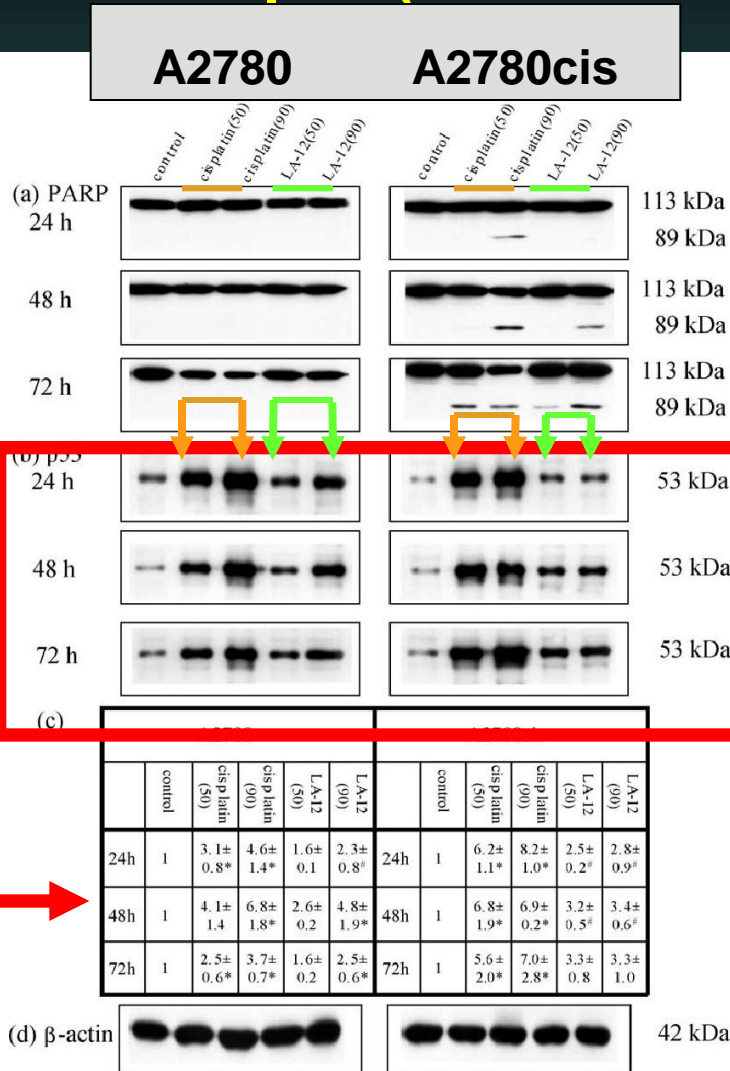 A2780 A2780cis
control cisplatin(50) cisplatin(90) LA-12(50) LA-12(90) control cisplatin(50) cisplatin(90) LA-12(50) LA-12(90)
(a) PARP
24 h 113 kDa
89 kDa
48 h 113 kDa
89 kDa
72 h 113 kDa
89 kDa
(b) p53
24 h 53 kDa
48 h 53 kDa
72 h 53 kDa
(c)
control cisplatin (50) cisplatin (90) LA-12 (50) LA-12 (90) control cisplatin (50) cisplatin (90) LA-12 (50) LA-12 (90)
24h 1 3.1± 4.6± 1.6± 2.3± 24h 1 6.2± 8.2± 2.5± 2.8±
0.8* 1.4* 0.1 0.8# 1.1* 1.0* 0.2# 0.9#
48h 1 4.1± 6.8± 2.6± 4.8± 48h 1 6.8± 6.9± 3.2± 3.4±
1.4 1.8* 0.2 1.9* 1.9* 0.2* 0.5# 0.6#
72h 1 2.5± 3.7± 1.6± 2.5± 72h 1 5.6± 7.0± 3.3± 3.3±
0.6* 0.7* 0.2 0.6* 2.0* 2.8* 0.8 1.0
(d) β-actin 42 kDa